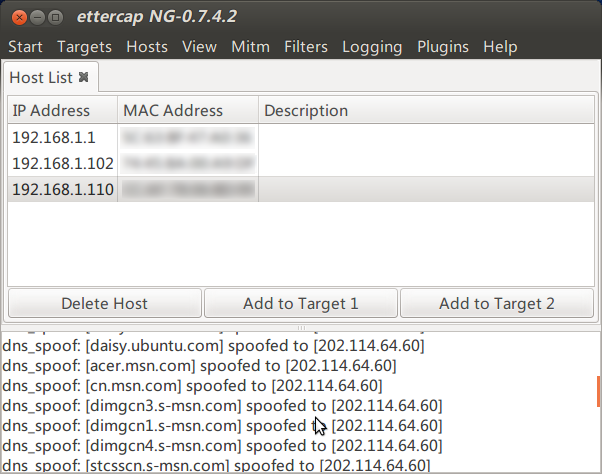 ettercap NG-0.7.4.2
Start Targets Hosts View Mitm Filters Logging Plugins Help
Host List
IP Address MAC Address Description
192.168.1.1
192.168.1.102
192.168.1.110
Delete Host Add to Target 1 Add to Target 2
dns_spoof: [daisy.ubuntu.com] spoofed to [202.114.64.60]
dns_spoof: [acer.msn.com] spoofed to [202.114.64.60]
dns_spoof: [cn.msn.com] spoofed to [202.114.64.60]
dns_spoof: [dimgcn3.s-msn.com] spoofed to [202.114.64.60]
dns_spoof: [dimgcn1.s-msn.com] spoofed to [202.114.64.60]
dns_spoof: [dimgcn4.s-msn.com] spoofed to [202.114.64.60]
dns_spoof: [stcsscn.s-msn.com] spoofed to [202.114.64.60]